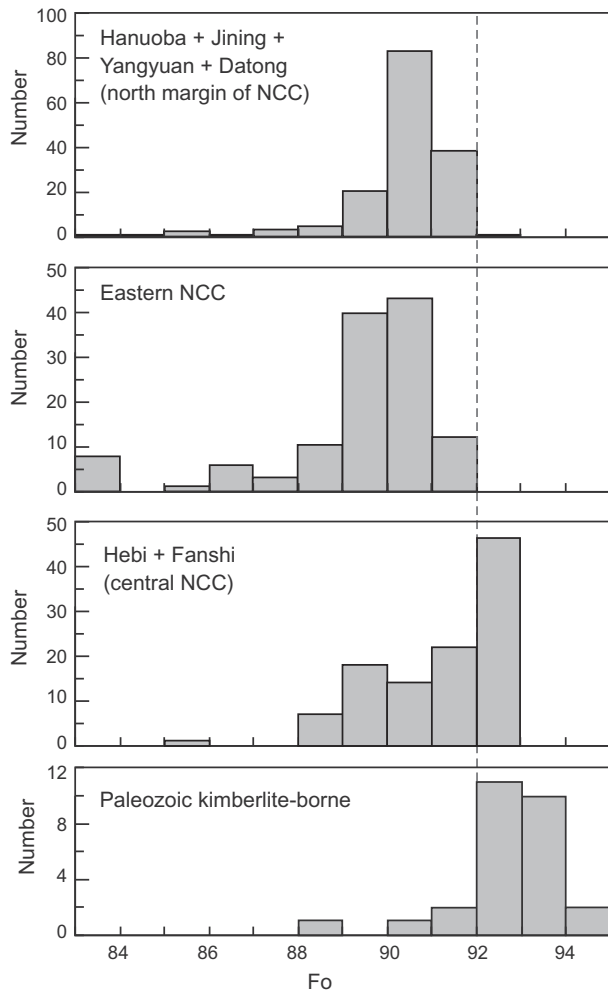 Hanuoba + Jining +
Yangyuan + Datong
(north margin of NCC)
Number
100
80
60
40
20
0
Eastern NCC
Number
50
40
30
20
10
0
Hebi + Fanshi
(central NCC)
Number
50
40
30
20
10
0
Paleozoic kimberlite-borne
Number
12
8
4
0
84 86 88 90 92 94
Fo